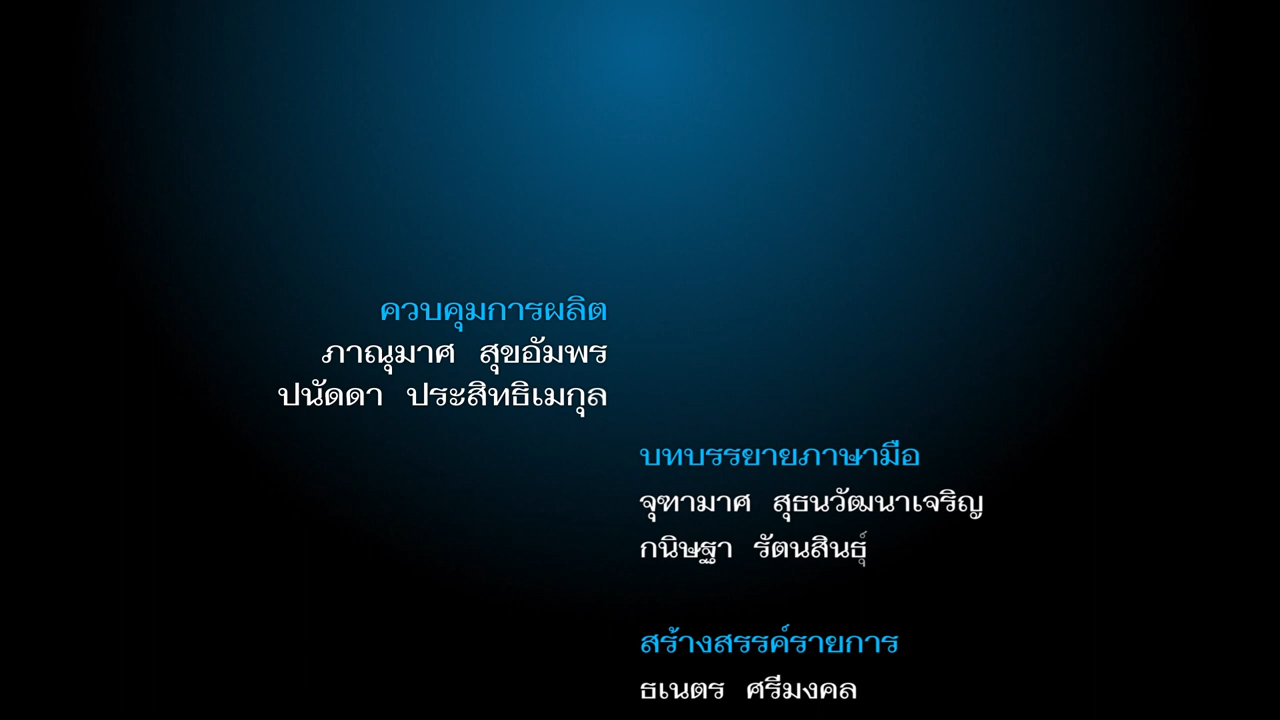 ควบคุมการผลิต
ภาณุมาศ สุขอัมพร
ปนัดดา ประสิทธิเมกุล
บทบรรยายภาษามือ
จุฑามาศ สุธนวัฒนาเจริญ
กนิษฐา รัตนสินธุ์
สร้างสรรค์รายการ
ธเนตร ศรีมงคล